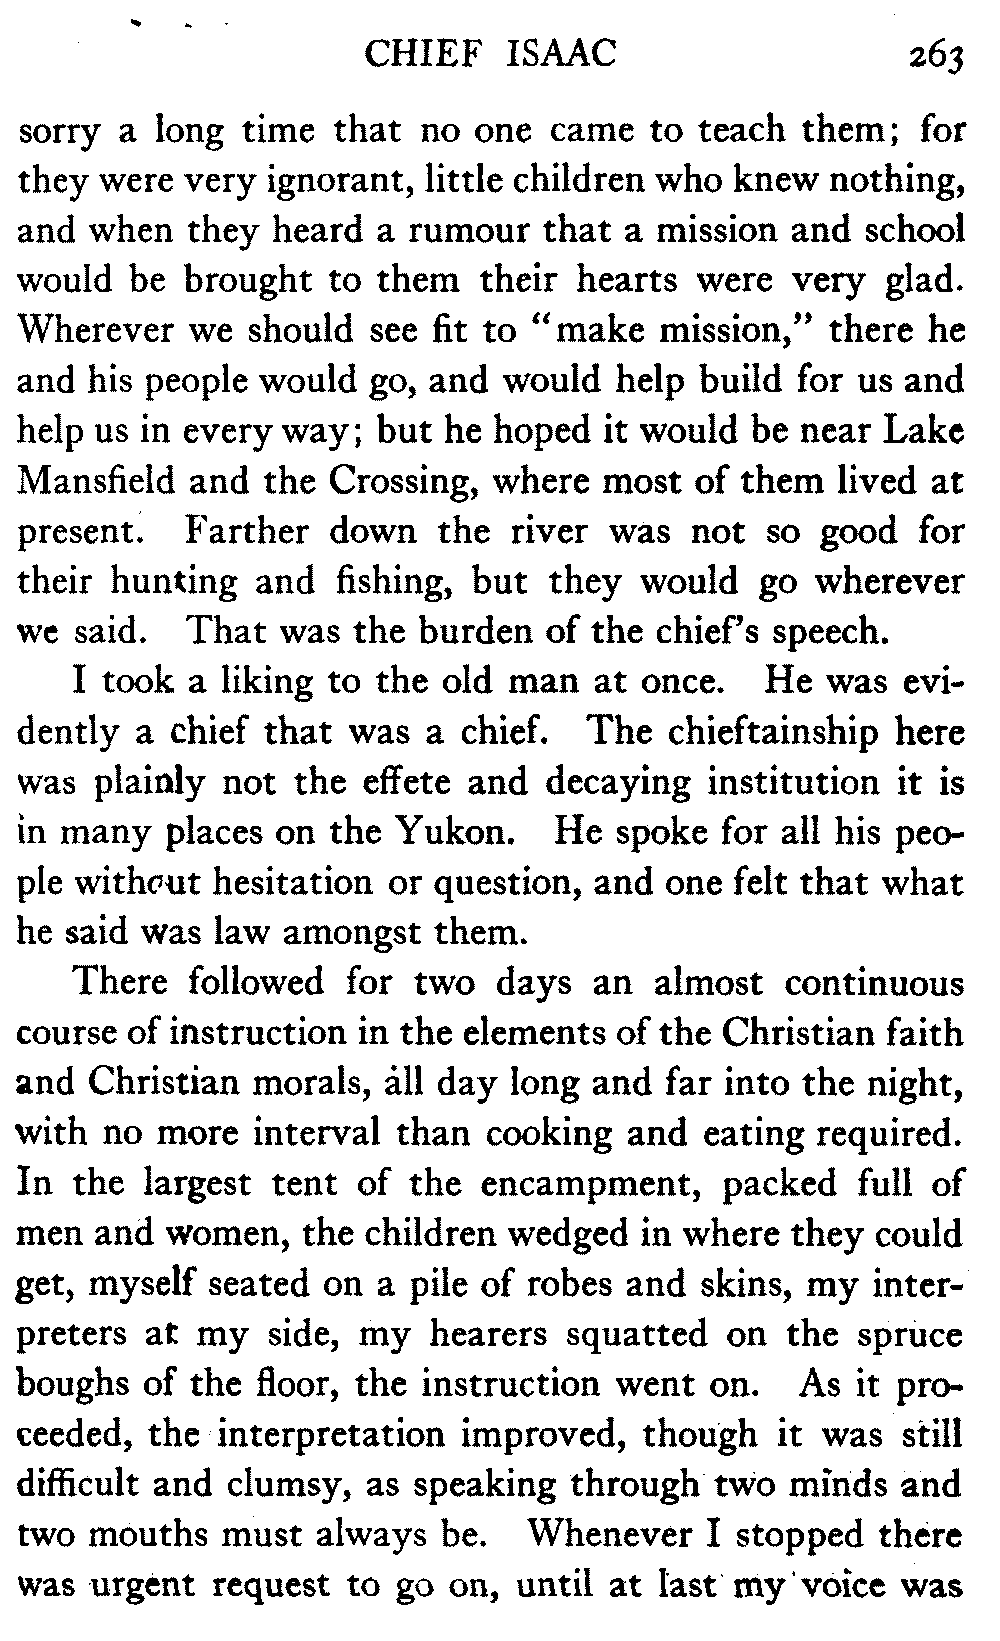 CHIEF ISAAC 263
sorry a long time that no one came to teach them; for
they were very ignorant, little children who knew nothing,
and when they heard a rumour that a mission and school
would be brought to them their hearts were very glad.
Wherever we should see fit to "make mission," there he
and his people would go, and would help build for us and
help us in every way; but he hoped it would be near Lake
Mansfield and the Crossing, where most of them lived at
present. Farther down the river was not so good for
their hunting and fishing, but they would go wherever
we said. That was the burden of the chief's speech.
I took a liking to the old man at once. He was evi-
dently a chief that was a chief. The chieftainship here
was plainly not the effete and decaying institution it is
in many places on the Yukon. He spoke for all his peo-
ple without hesitation or question, and one felt that what
he said was law amongst them.
There followed for two days an almost continuous
course of instruction in the elements of the Christian faith
and Christian morals, all day long and far into the night,
with no more interval than cooking and eating required.
In the largest tent of the encampment, packed full of
men and women, the children wedged in where they could
get, myself seated on a pile of robes and skins, my inter-
preters at my side, my hearers squatted on the spruce
boughs of the floor, the instruction went on. As it pro-
ceeded, the interpretation improved, though it was still
difficult and clumsy, as speaking through two minds and
two mouths must always be. Whenever I stopped there
was urgent request to go on, until at last my voice was